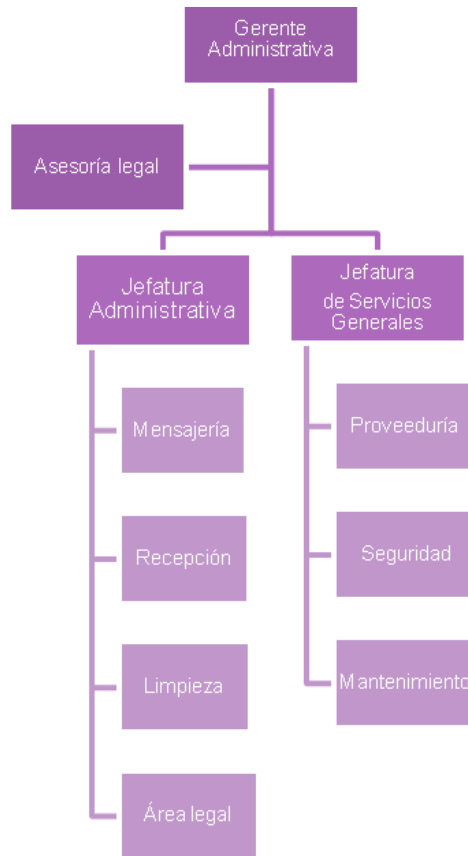 Gerente
Administrativa
Asesoría legal
Jefatura
Administrativa
Jefatura
de Servicios
Generales
Mensajería
Recepción
Limpieza
Área legal
Proveeduría
Seguridad
Mantenimiento